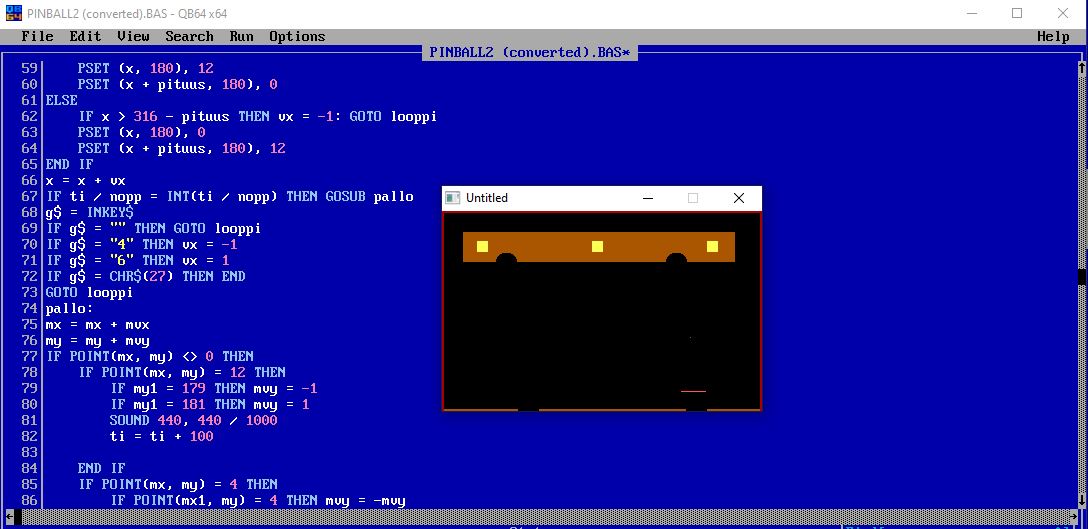 PINBALL2 (converted).BAS - QB64 x64
File Edit View Search Run Options Help
PINBALL2 (converted).BAS*
59 PSET (x, 180), 12
60 PSET (x + pituus, 180), 0
61 ELSE
62 IF x > 316 - pituus THEN vx = -1: GOTO looppi
63 PSET (x, 180), 0
64 PSET (x + pituus, 180), 12
65 END IF
66 x = x + vx
67 IF ti / nopp = INT(ti / nopp) THEN GOSUB pallo
68 g$ = INKEY$
69 IF g$ = "" THEN GOTO looppi
70 IF g$ = "4" THEN vx = -1
71 IF g$ = "6" THEN vx = 1
72 IF g$ = CHR$(27) THEN END
73 GOTO looppi
74 pallo:
75 mx = mx + mvx
76 my = my + mvy
77 IF POINT(mx, my) <> 0 THEN
78 IF POINT(mx, my) = 12 THEN
79 IF my1 = 179 THEN mvy = -1
80 IF my1 = 181 THEN mvy = 1
81 SOUND 440, 440 / 1000
82 ti = ti + 100
83
84 END IF
85 IF POINT(mx, my) = 4 THEN
86 IF POINT(mx1, my) = 4 THEN mvy = -mvy
Untitled